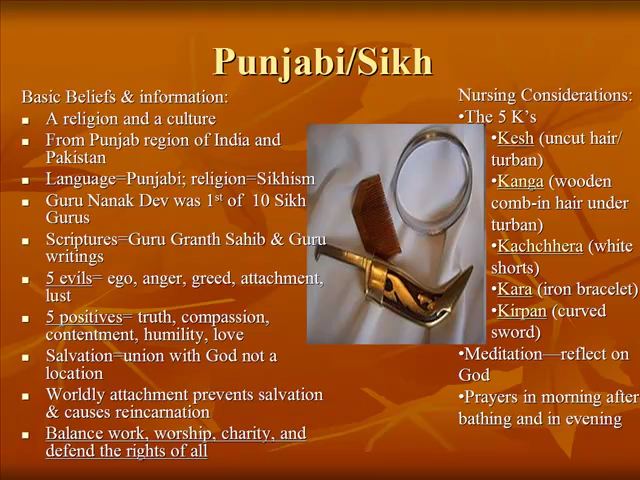 Punjabi/Sikh
Basic Beliefs & information:
A religion and a culture
From Punjab region of India and
Pakistan
Language=Punjabi; religion=Sikhism
Guru Nanak Dev was 1st of 10 Sikh
Gurus
Scriptures=Guru Granth Sahib & Guru
writings
5 evils= ego, anger, greed, attachment,
lust
5 positives= truth, compassion,
contentment, humility, love
Salvation=union with God not a
location
Worldly attachment prevents salvation
& causes reincarnation
Balance work, worship, charity, and
defend the rights of all
Nursing Considerations:
•The 5 K's
•Kesh (uncut hair/
turban)
•Kanga (wooden
comb-in hair under
turban)
•Kachchhera (white
shorts)
•Kara (iron bracelet)
•Kirpan (curved
sword)
•Meditation—reflect on
God
•Prayers in morning after
bathing and in evening